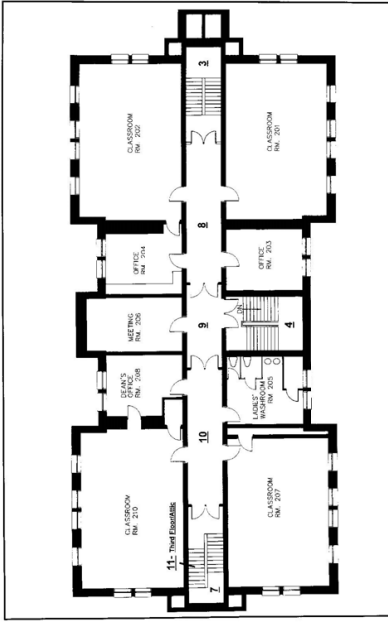 3
CLASSROOM
RM. 202
CLASSROOM
RM. 201
8
OFFICE
RM. 204
OFFICE
RM. 203
MEETING
RM. 206
9
DN.
4
DEAN'S
OFFICE
RM. 208
LADIES'
WASHROOM
RM. 205
10
CLASSROOM
RM. 210
CLASSROOM
RM. 207
11- Third Floor/Attic
7